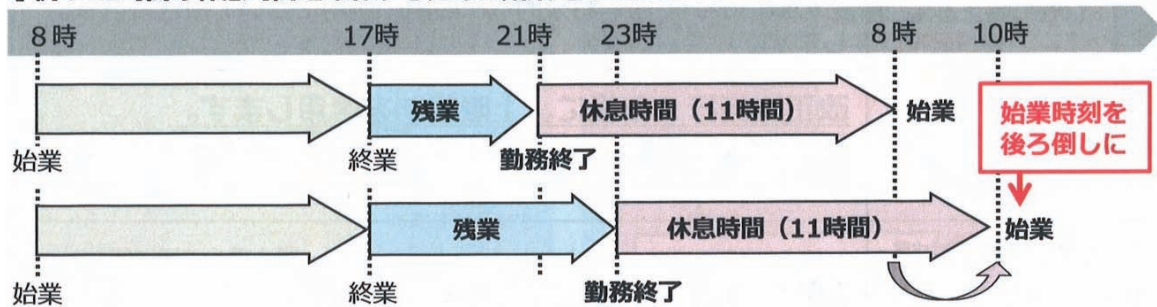 8時 17時 21時 23時 8時 10時
残業 休息時間（11時間） 始業
始業時刻を
後ろ倒しに
始業 終業 勤務終了
残業 休息時間（11時間） 始業
始業 終業 勤務終了